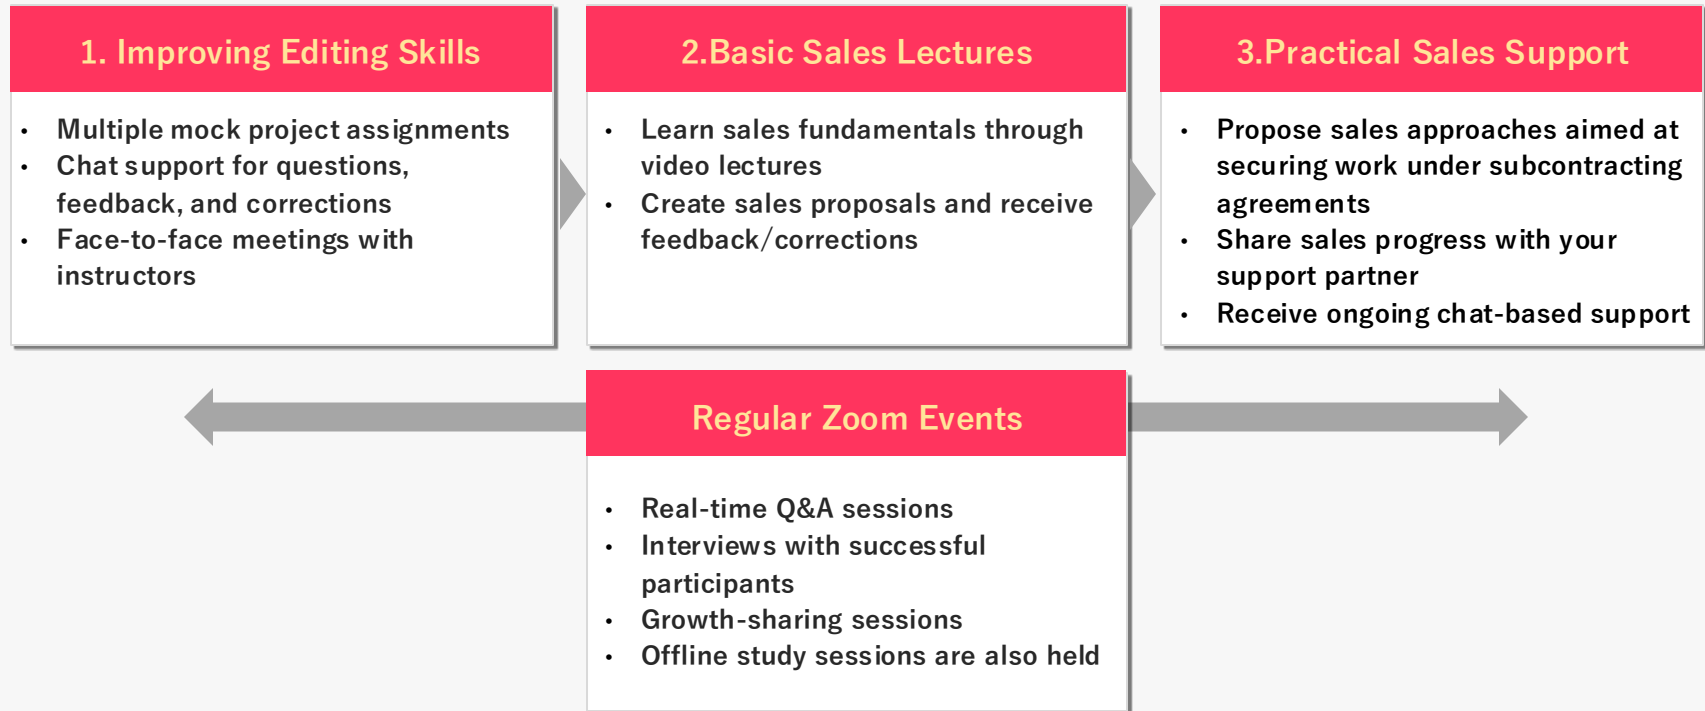 1. Improving Editing Skills
• Multiple mock project assignments
• Chat support for questions,
feedback, and corrections
• Face-to-face meetings with
instructors
2.Basic Sales Lectures
• Learn sales fundamentals through
video lectures
• Create sales proposals and receive
feedback/corrections
3.Practical Sales Support
• Propose sales approaches aimed at
securing work under subcontracting
agreements
• Share sales progress with your
support partner
• Receive ongoing chat-based support
Regular Zoom Events
• Real-time Q&A sessions
• Interviews with successful
participants
• Growth-sharing sessions
• Offline study sessions are also held